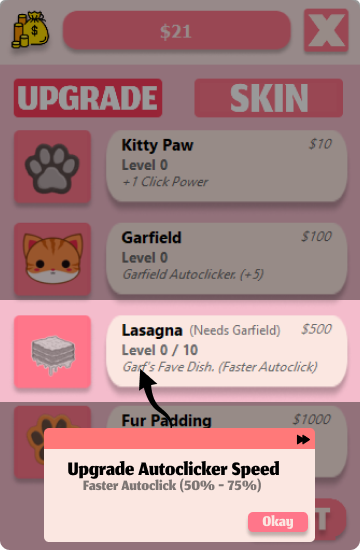 $21
X
UPGRADE
SKIN
Kitty Paw $10
Level 0
+1 Click Power
Garfield $100
Level 0
Garfield Autoclicker. (+5)
Lasagna (Needs Garfield) $500
Level 0 / 10
Garf's Fave Dish. (Faster Autoclick)
Fur Padding $1000
Upgrade Autoclicker Speed
Faster Autoclick (50% - 75%)
Okay